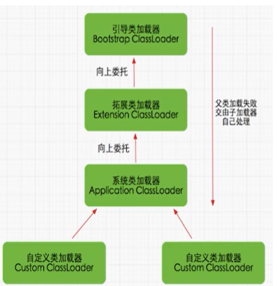 引导类加载器
Bootstrap ClassLoader
向上委托
拓展类加载器
Extension ClassLoader
向上委托
父类加载失败
交由子加载器
自己处理
系统类加载器
Application ClassLoader
自定义类加载器
Custom ClassLoader
自定义类加载器
Custom ClassLoader